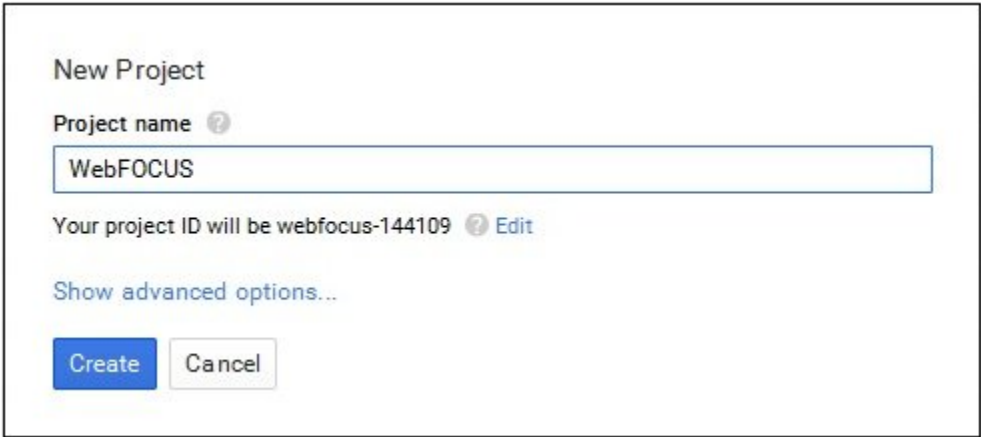 New Project
Project name ?
WebFOCUS
Your project ID will be webfocus-144109 ? Edit
Show advanced options...
Create Cancel